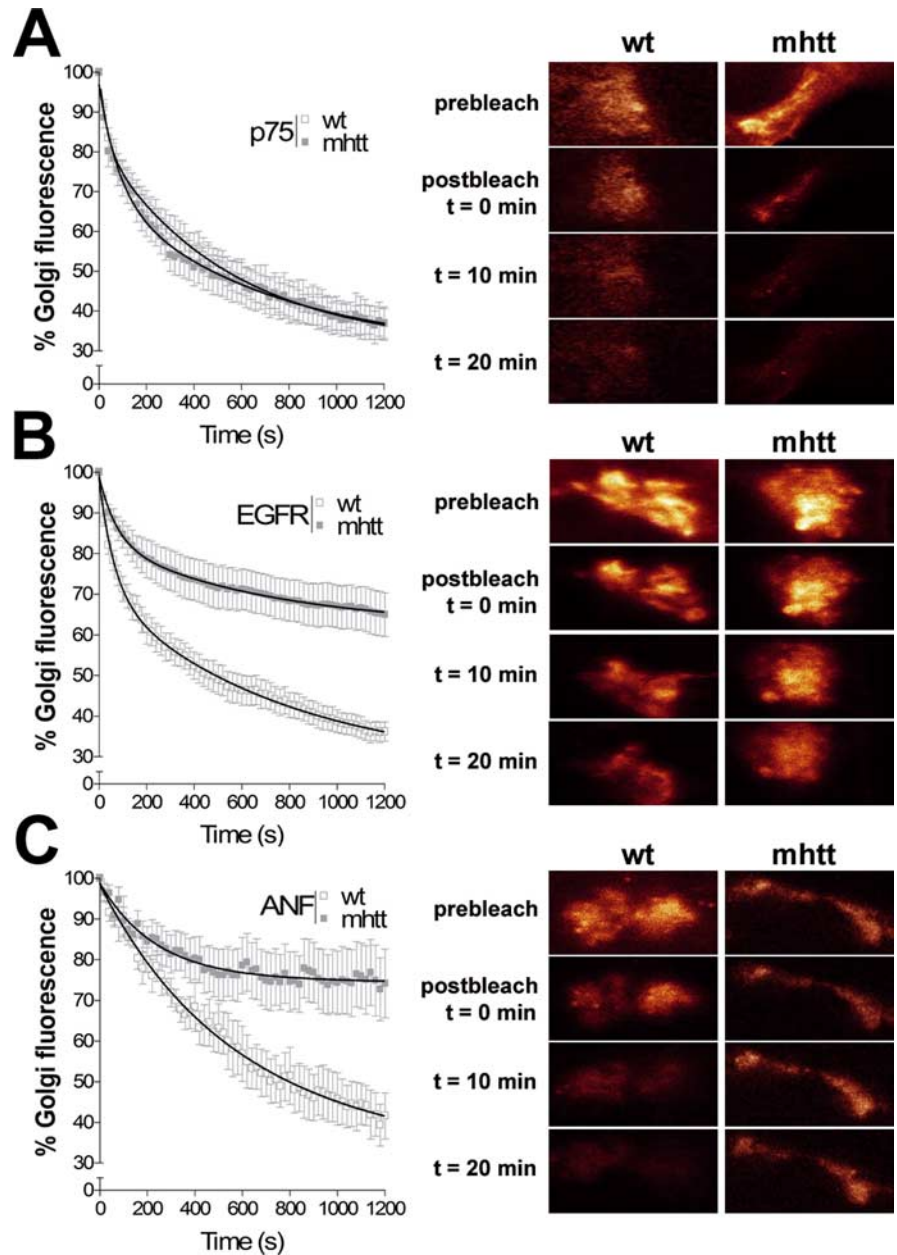 A
wt
mhtt
100
90
80
70
60
50
40
30
0
% Golgi fluorescence
p75
wt
mhtt
0 200 400 600 800 1000 1200
Time (s)
prebleach
postbleach
t = 0 min
t = 10 min
t = 20 min
B
wt
mhtt
100
90
80
70
60
50
40
30
0
% Golgi fluorescence
EGFR
wt
mhtt
0 200 400 600 800 1000 1200
Time (s)
prebleach
postbleach
t = 0 min
t = 10 min
t = 20 min
C
wt
mhtt
100
90
80
70
60
50
40
30
0
% Golgi fluorescence
ANF
wt
mhtt
0 200 400 600 800 1000 1200
Time (s)
prebleach
postbleach
t = 0 min
t = 10 min
t = 20 min